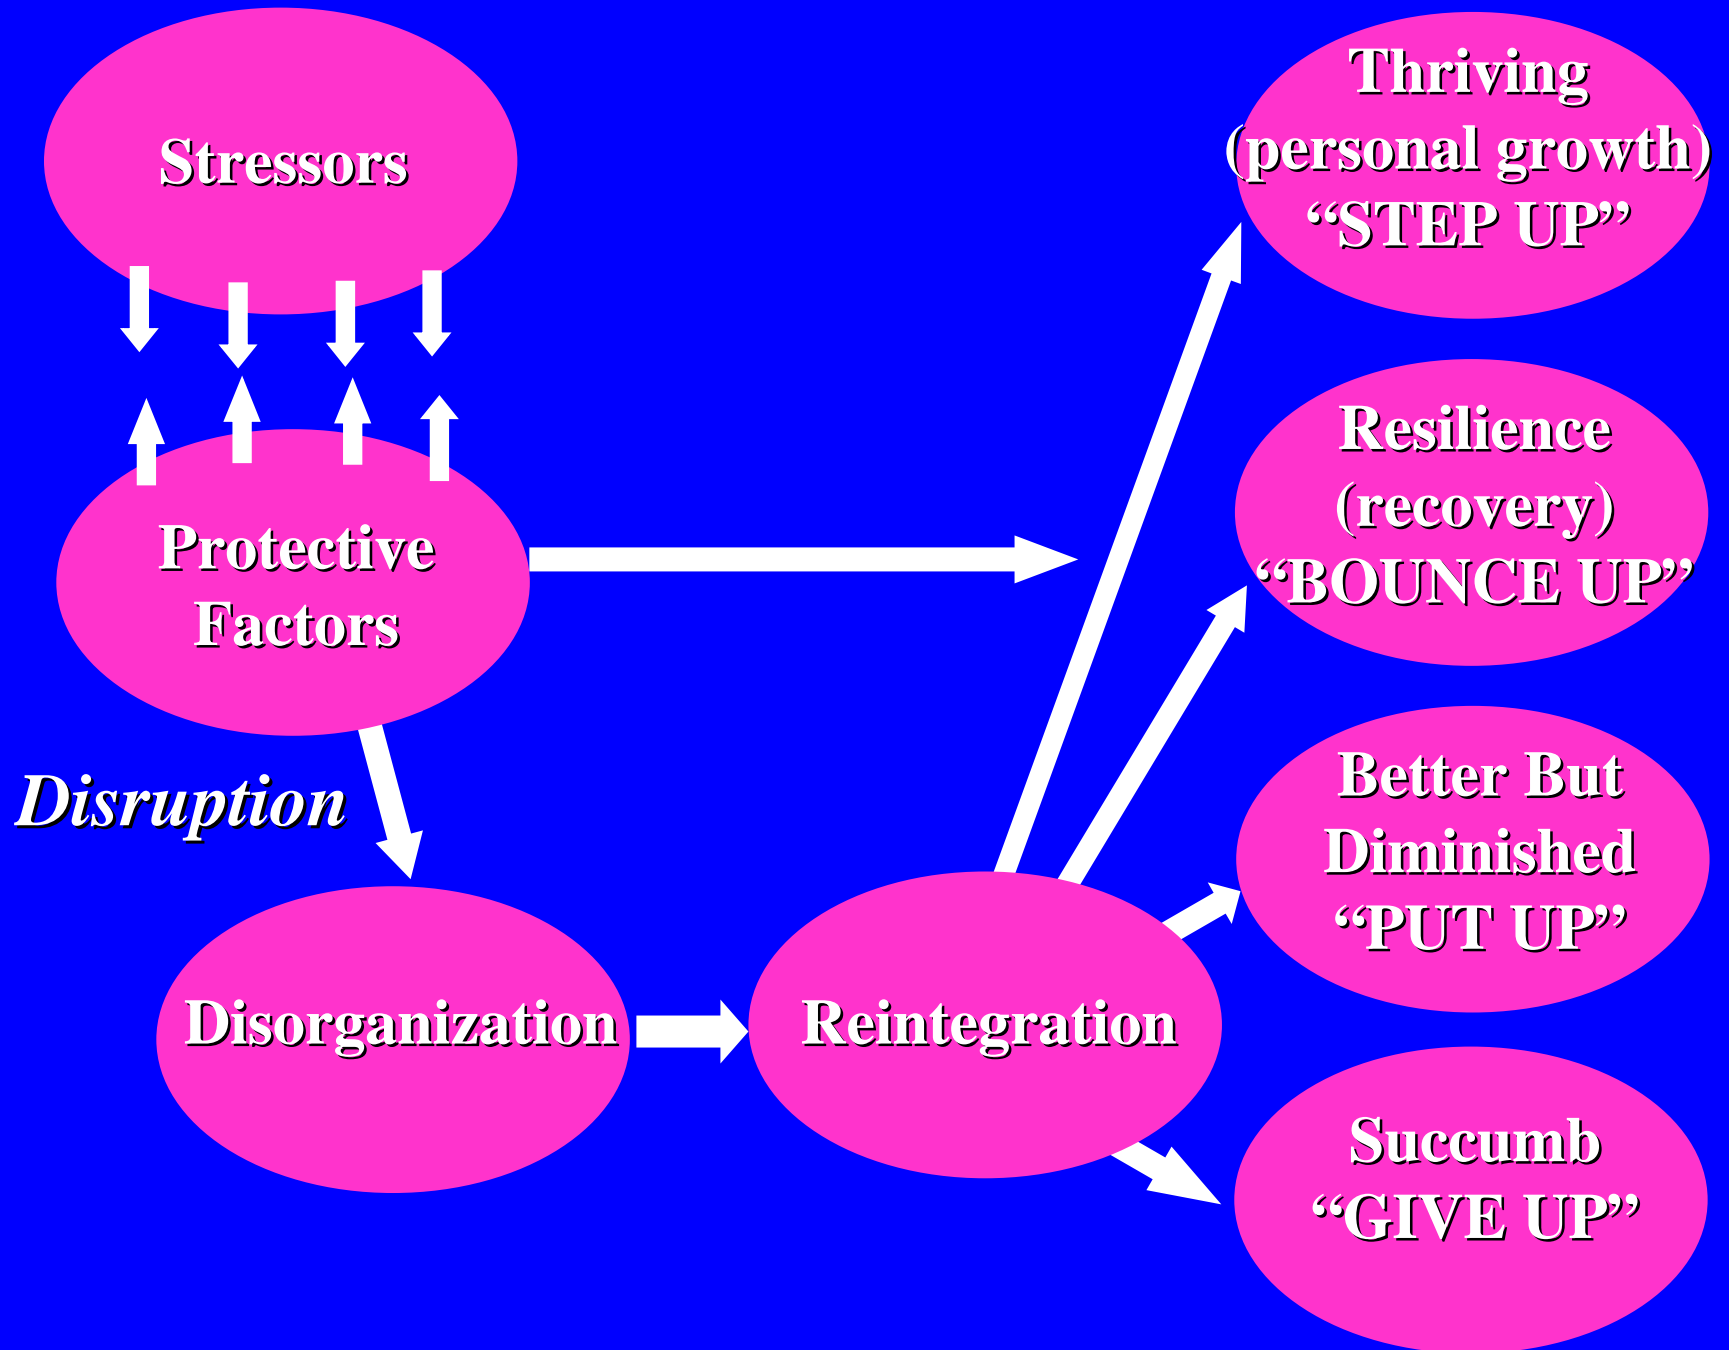 Stressors
Protective
Factors
Disruption
Disorganization
Reintegration
Thriving
(personal growth)
“STEP UP”
Resilience
(recovery)
“BOUNCE UP”
Better But
Diminished
“PUT UP”
Succumb
“GIVE UP”